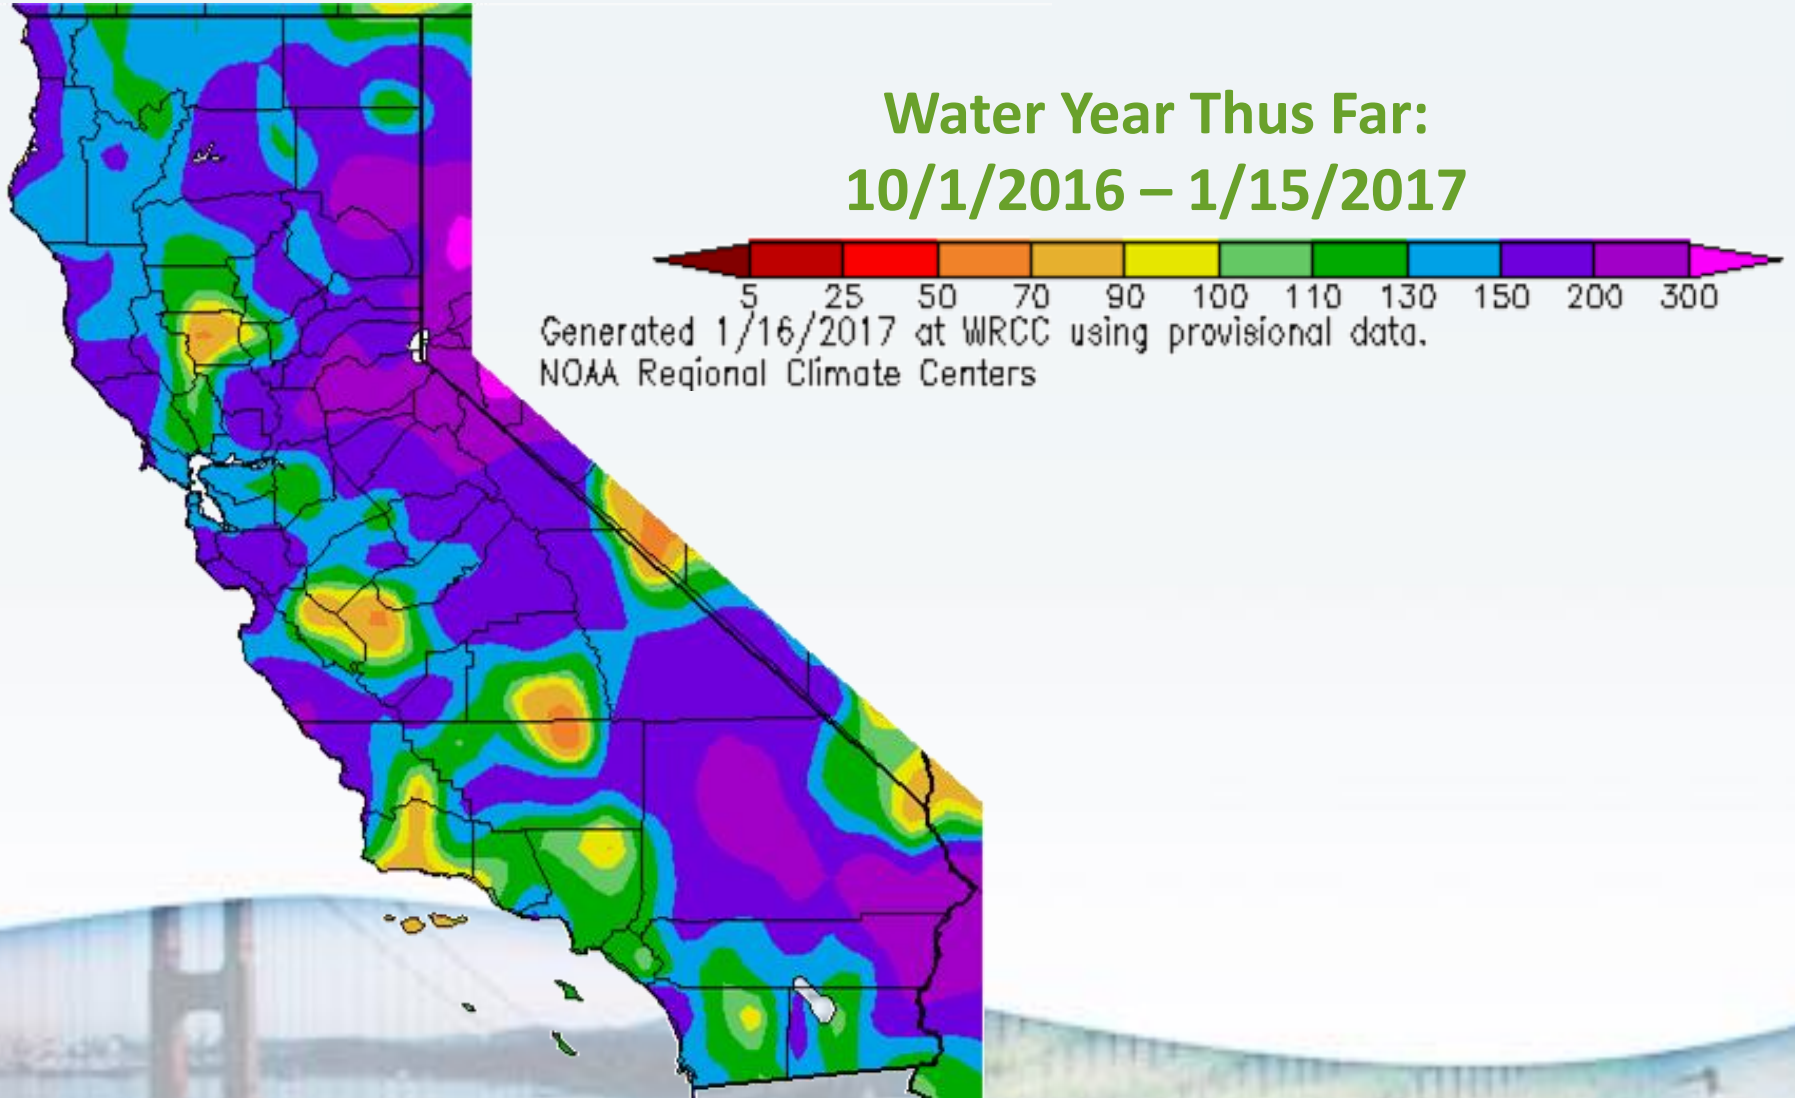 Water Year Thus Far:
10/1/2016 – 1/15/2017
5 25 50 70 90 100 110 130 150 200 300
Generated 1/16/2017 at WRCC using provisional data.
NOAA Regional Climate Centers